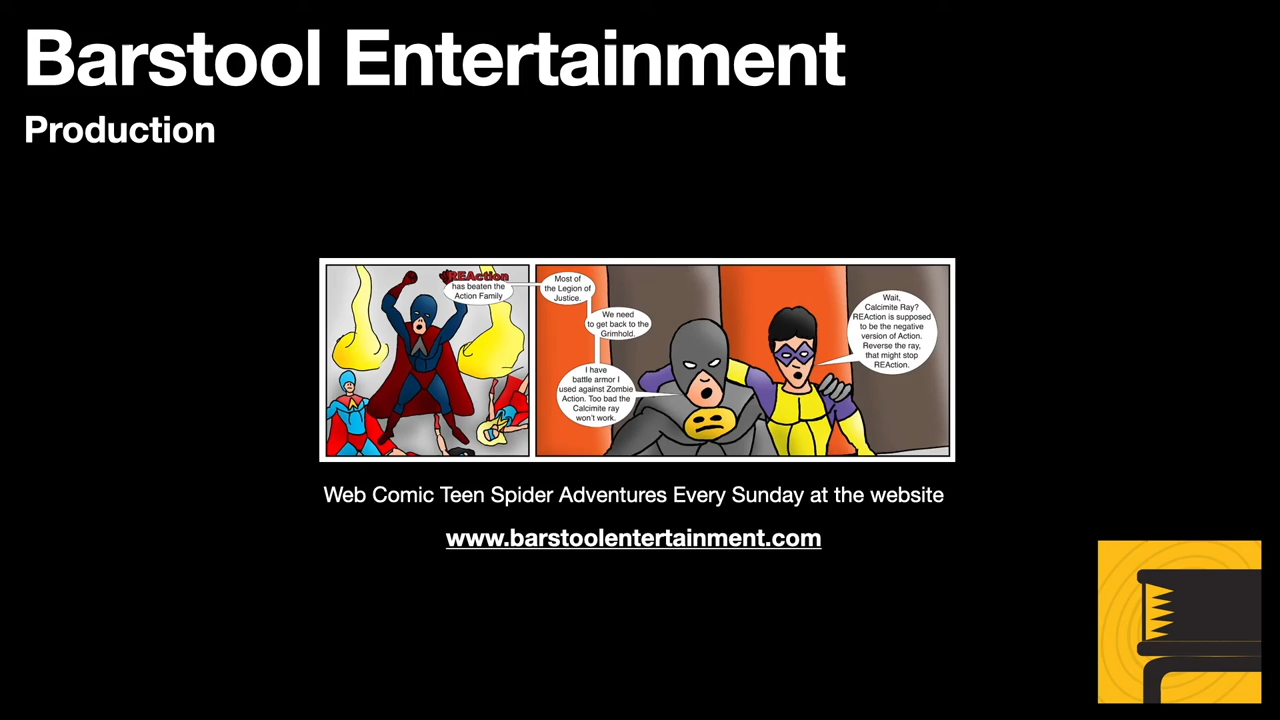 Barstool Entertainment
Production
REAction
has beaten the
Action Family
Most of
the Legion of
Justice.
We need
to get back to the
Grimhold.
I have
battle armor I
used against Zombie
Action. Too bad the
Calcimite ray
won't work.
Wait,
Calcimite Ray?
REAction is supposed
to be the negative
version of Action.
Reverse the ray,
that might stop
REAction.
Web Comic Teen Spider Adventures Every Sunday at the website
www.barstoolentertainment.com